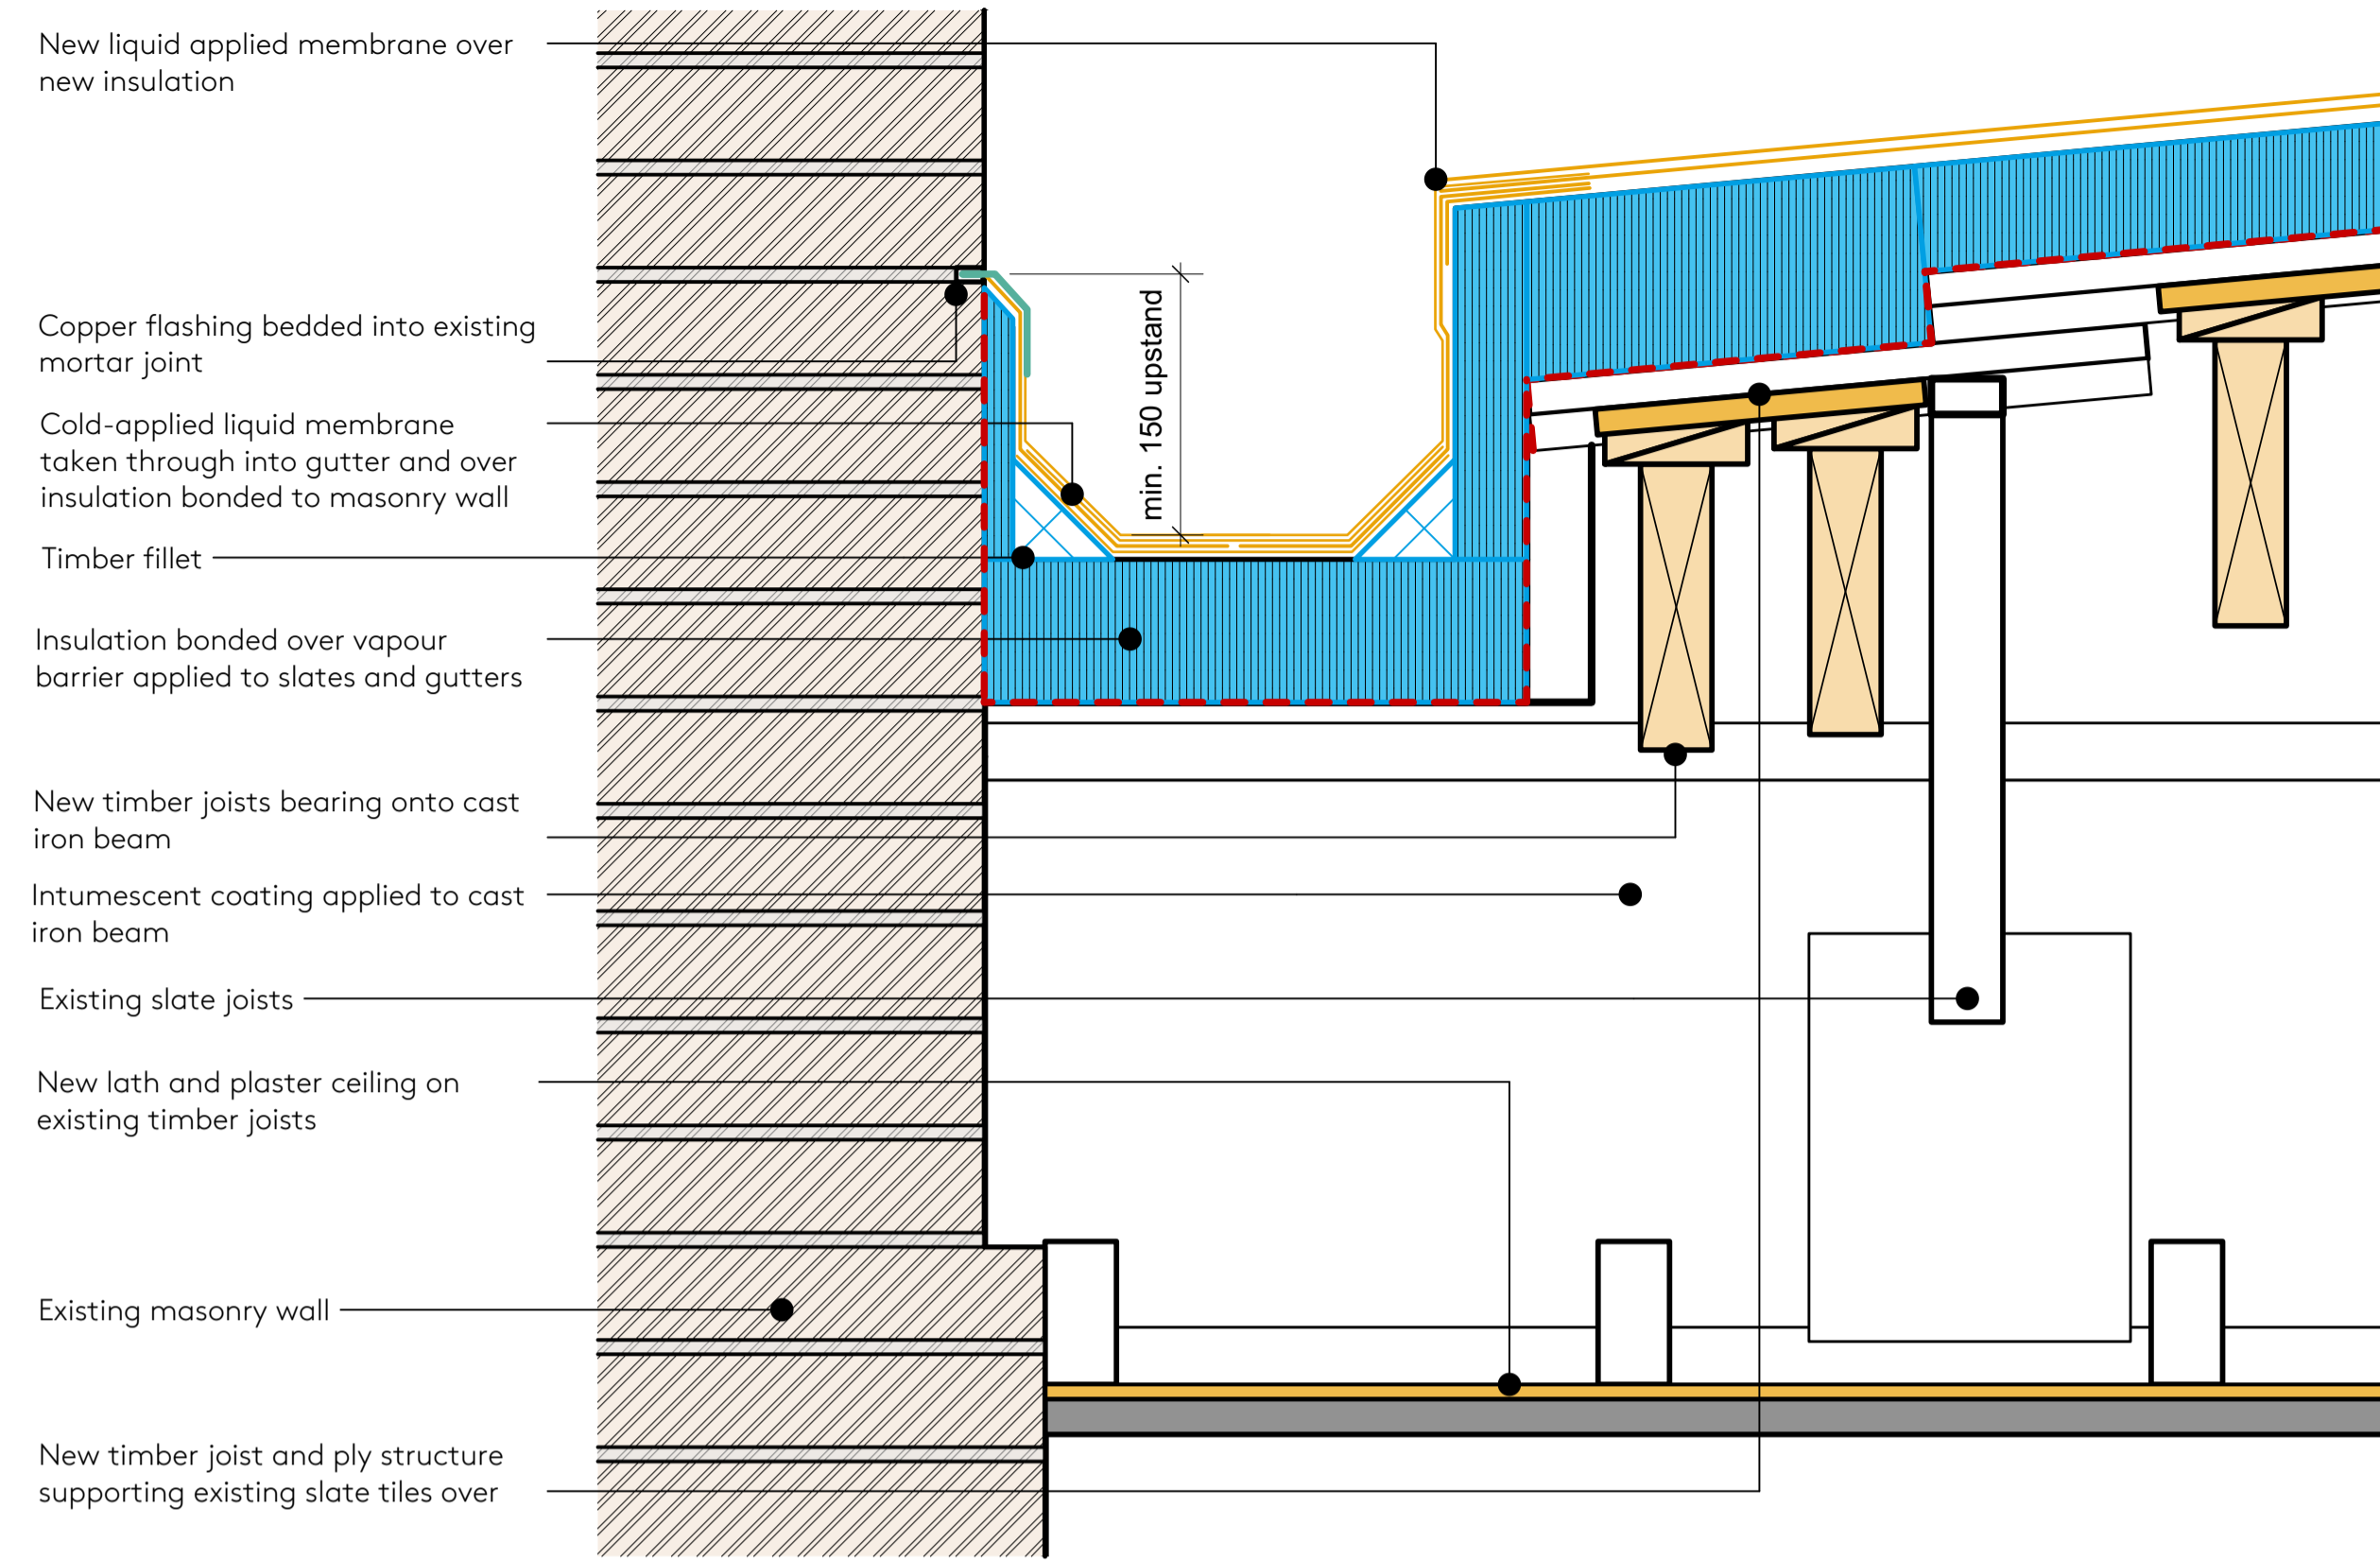 New liquid applied membrane over
new insulation
Copper flashing bedded into existing
mortar joint
Cold-applied liquid membrane
taken through into gutter and over
insulation bonded to masonry wall
Timber fillet
Insulation bonded over vapour
barrier applied to slates and gutters
New timber joists bearing onto cast
iron beam
Intumescent coating applied to cast
iron beam
Existing slate joists
New lath and plaster ceiling on
existing timber joists
Existing masonry wall
New timber joist and ply structure
supporting existing slate tiles over
min. 150 upstand